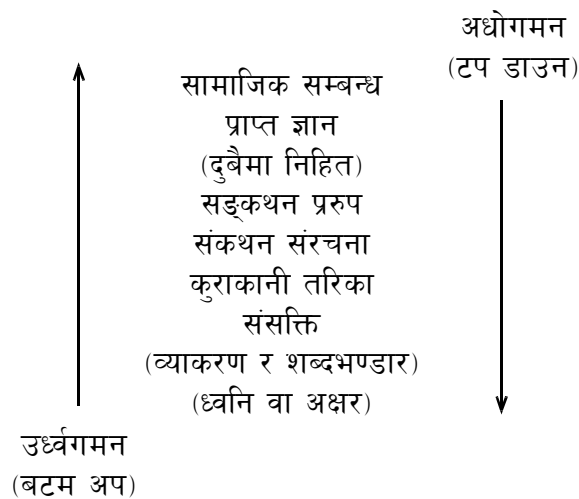 अधोगमन
(टप डाउन)
सामाजिक सम्बन्ध
प्राप्त ज्ञान
(दुबैमा निहित)
सङ्कथन प्ररुप
संकथन संरचना
कुराकानी तरिका
संसक्ति
(व्याकरण र शब्दभण्डार)
(ध्वनि वा अक्षर)
उर्ध्वगमन
(बटम अप)